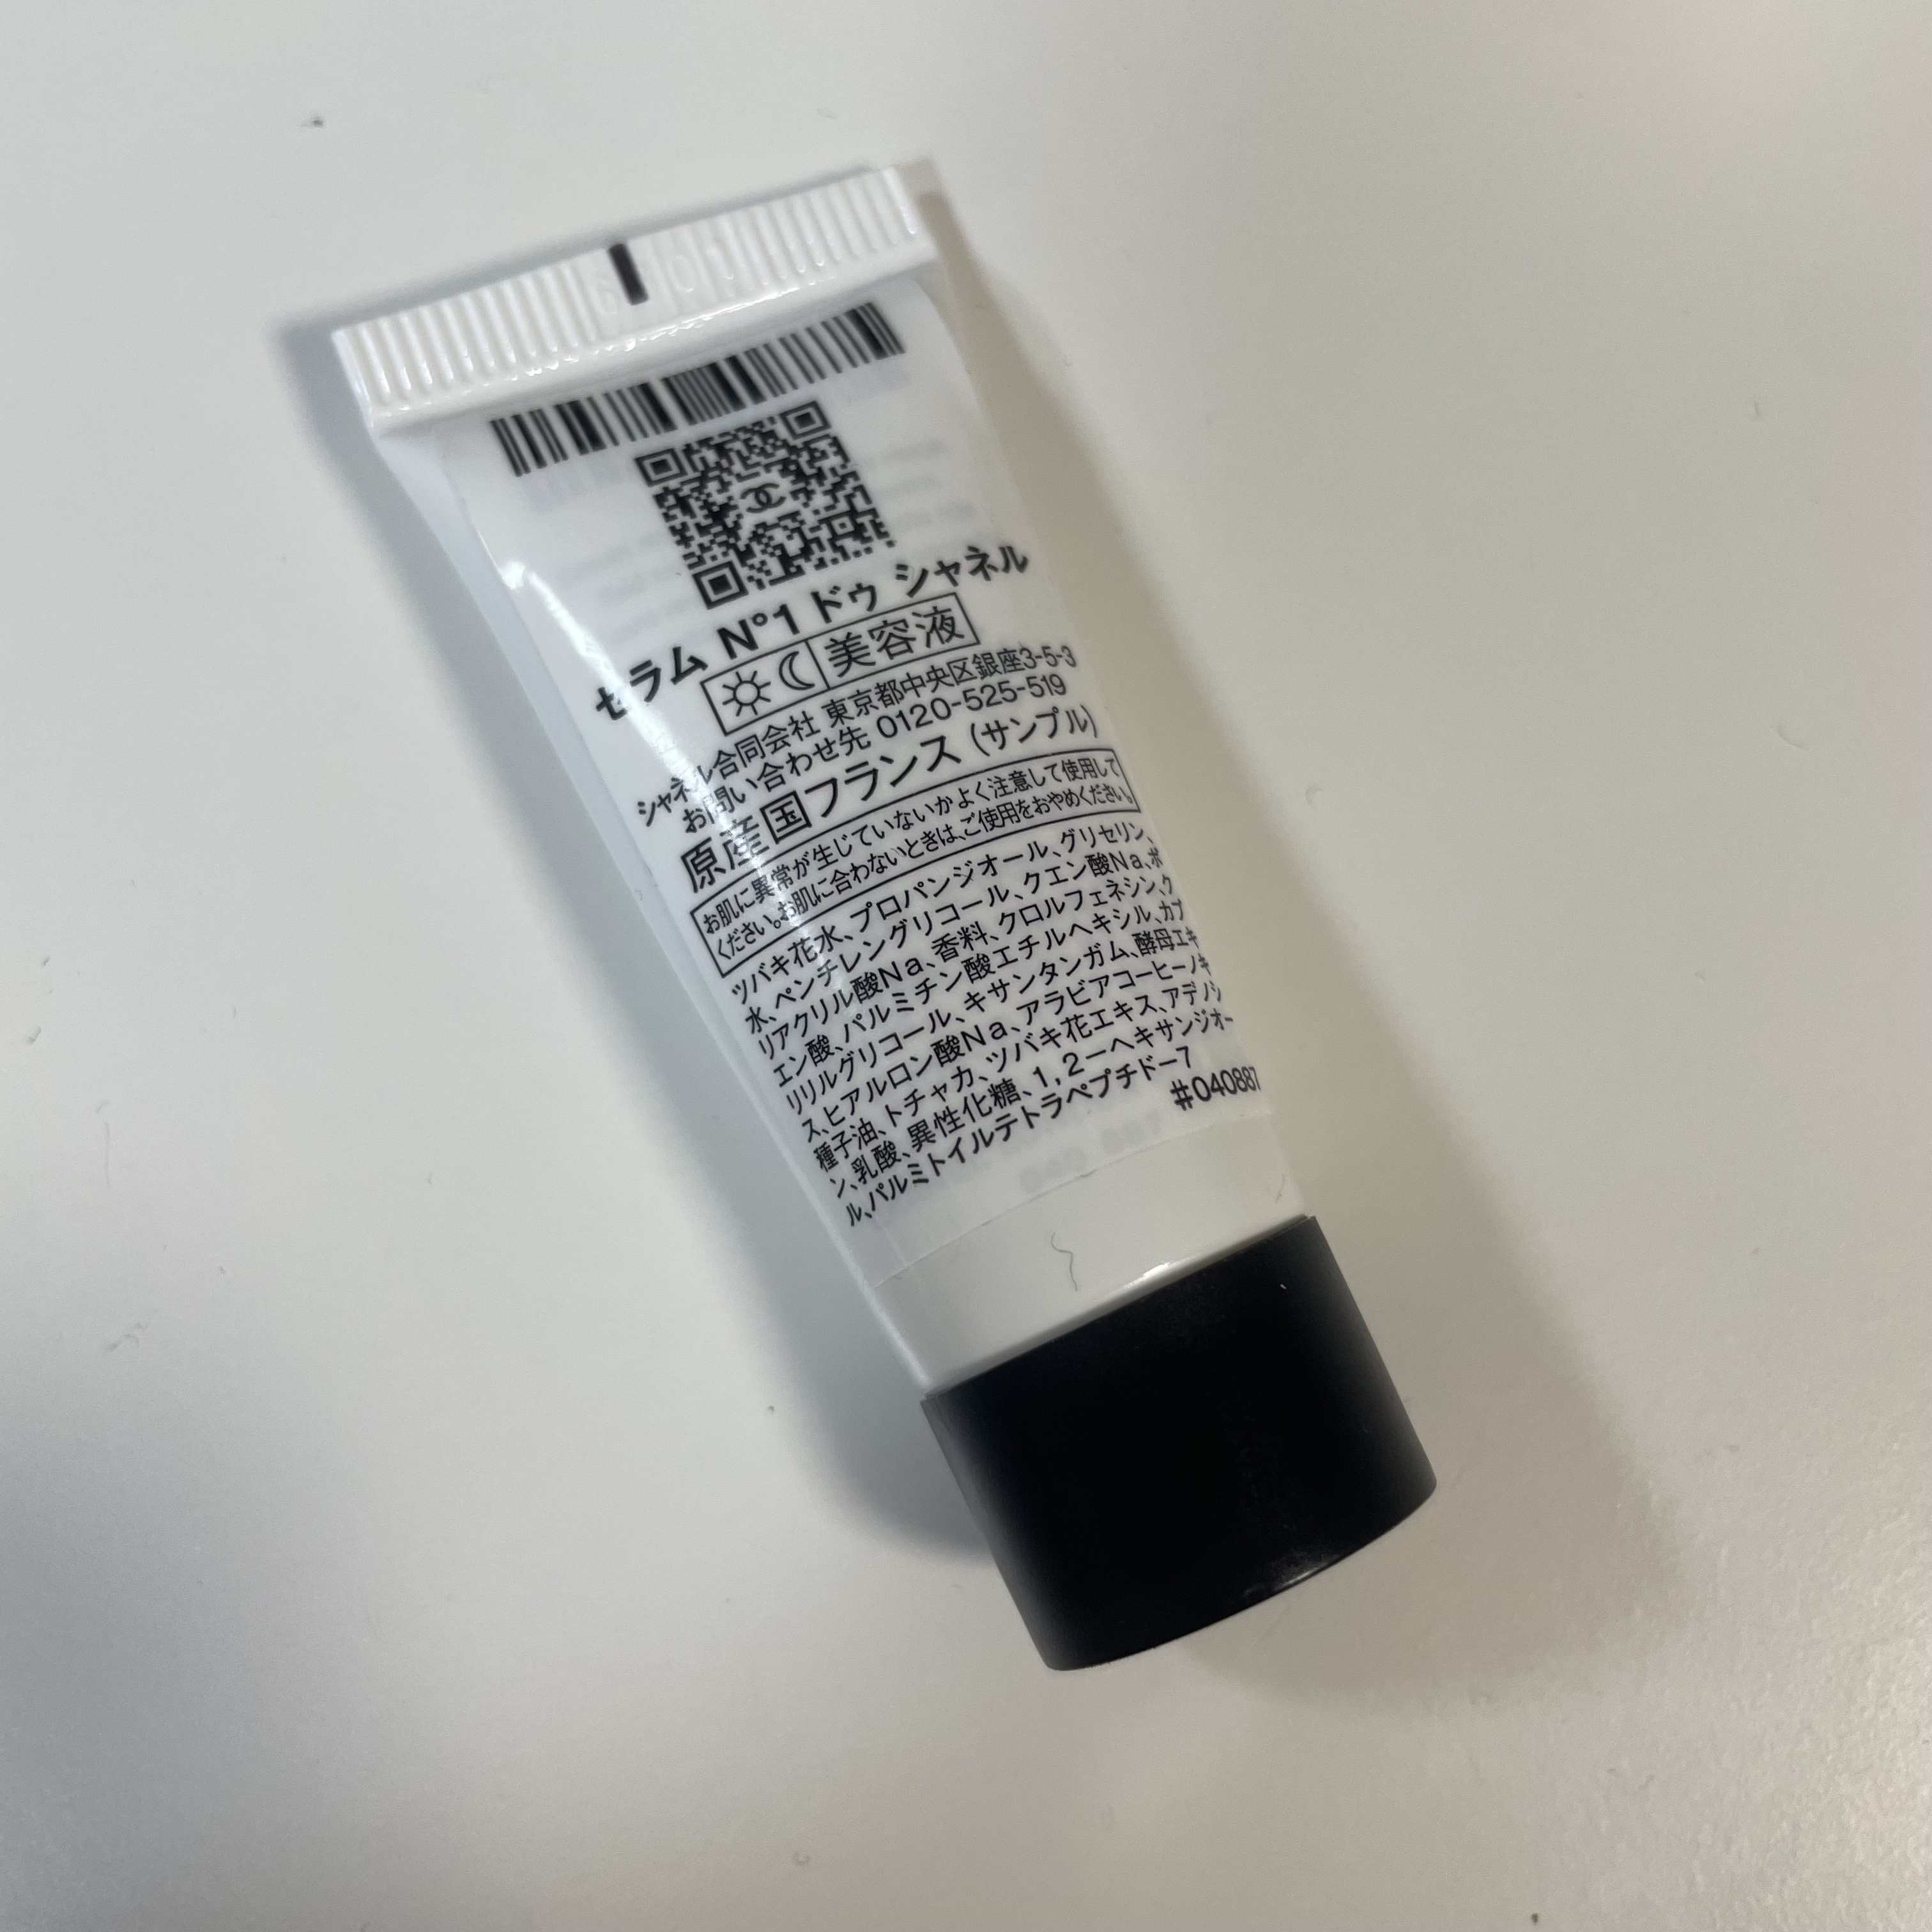 セラム N°1 ドゥ シャネル
美容液
シャネル合同会社 東京都中央区銀座3-5-3
お問い合わせ先 0120-525-519
原産国フランス (サンプル)
お肌に異常が生じていないかよく注意して使用して
ください。お肌に合わないときは、ご使用をおやめください。
ツバキ花水、プロパンジオール、グリセリン、
水、ペンチレングリコール、クエン酸Na、ポ
リアクリル酸Na、香料、クロルフェネシン、ク
エン酸、パルミチン酸エチルヘキシル、カプ
リリルグリコール、キサンタンガム、酵母エキ
ス、ヒアルロン酸Na、アラビアコーヒーノキ
種子油、トチャカ、ツバキ花エキス、アデノシ
ン、乳酸、異性化糖、1,2ーヘキサンジオー
ル、パルミトイルテトラペプチドー7
#040887